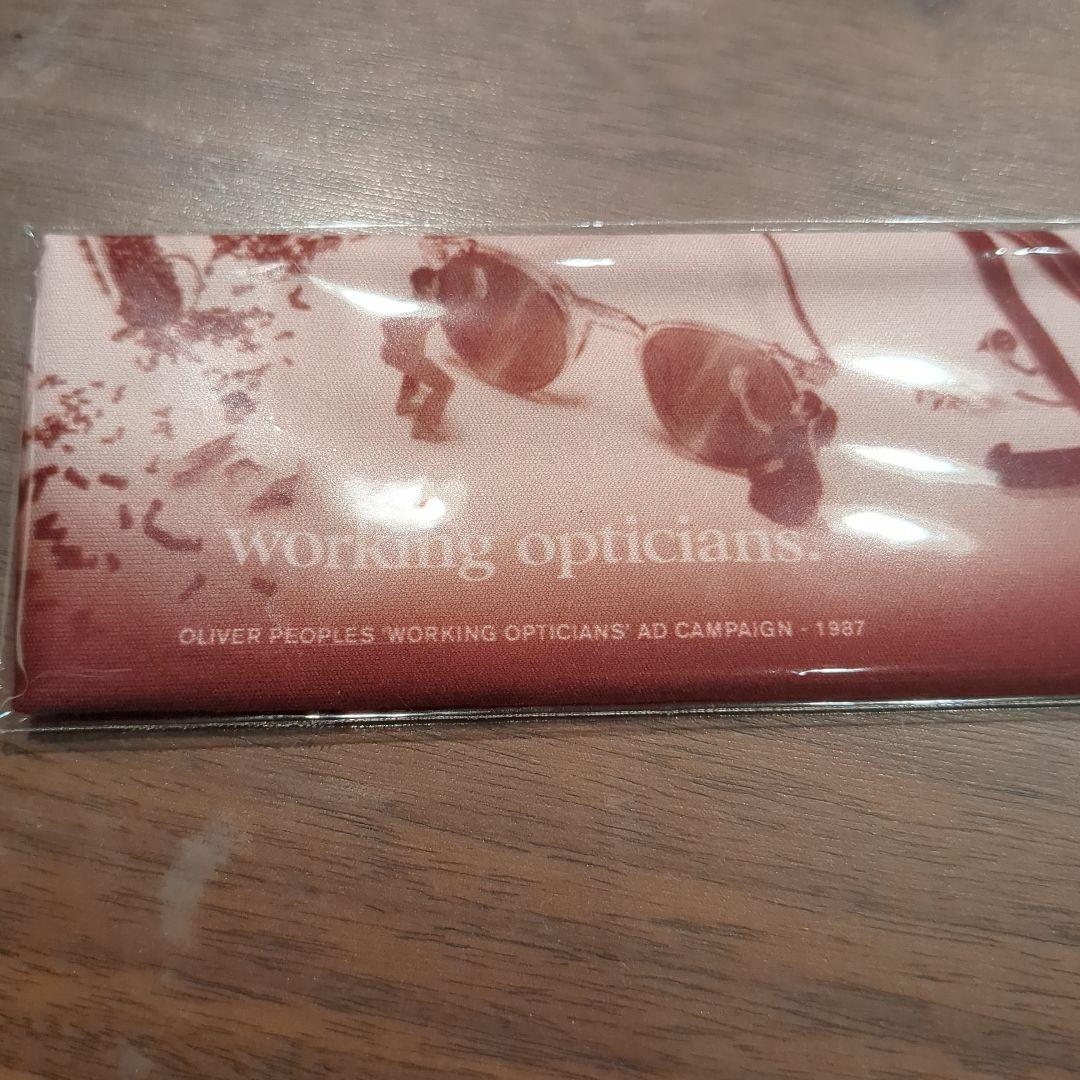 Working opticians.
OLIVER PEOPLES 'WORKING OPTICIANS' AD CAMPAIGN - 1987